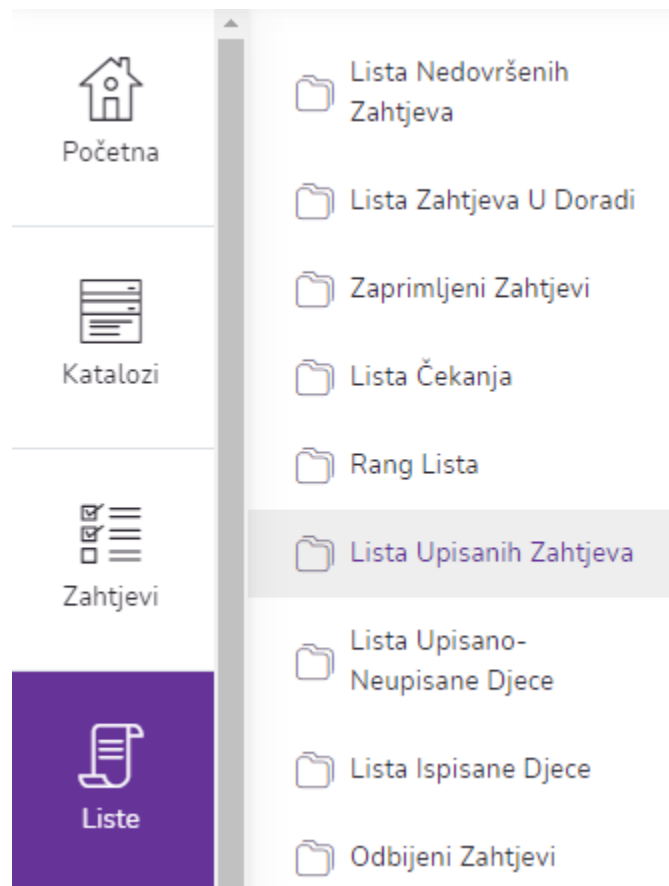 Početna
Katalozi
Zahtjevi
Liste
Lista Nedovršenih
Zahtjeva
Lista Zahtjeva U Doradi
Zaprimljeni Zahtjevi
Lista Čekanja
Rang Lista
Lista Upisanih Zahtjeva
Lista Upisano-
Neupisane Djece
Lista Ispisane Djece
Odbijeni Zahtjevi